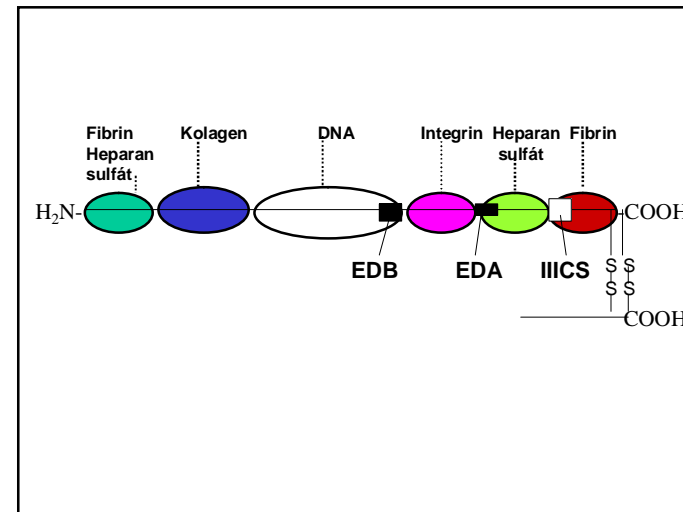 Fibrin
Heparan
sulfát
Kolagen
DNA
Integrin
Heparan
sulfát
Fibrin
H₂N-
-COOH
EDB
EDA
IIICS
S S
S S
COOH